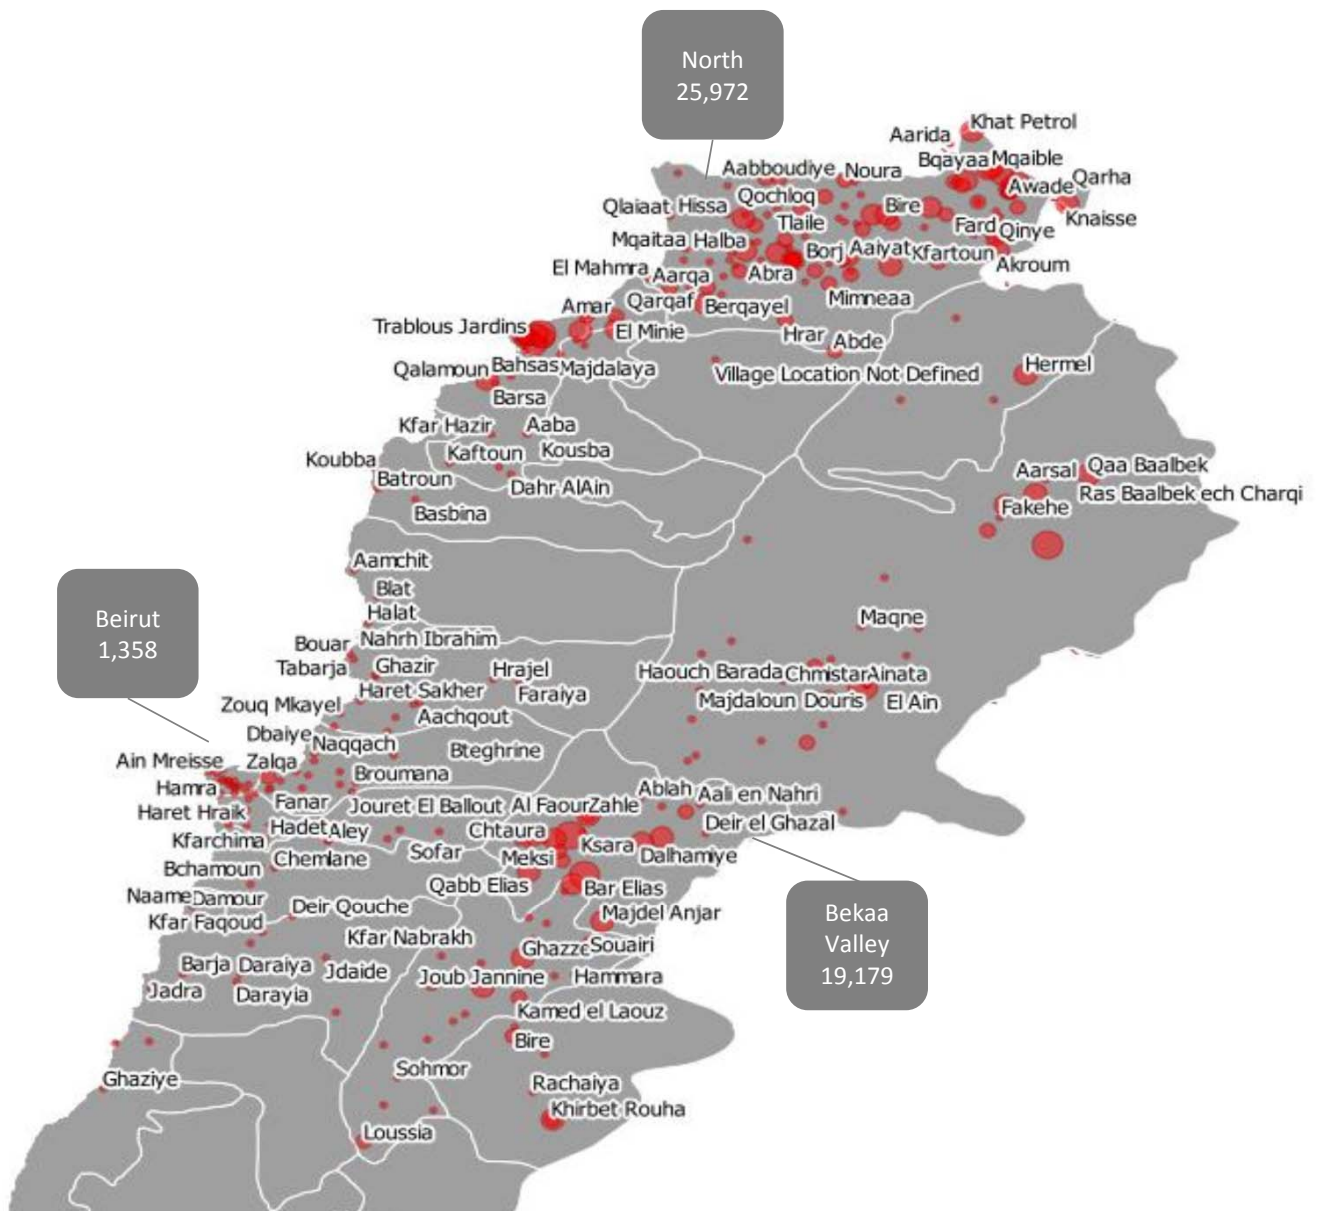 North
25,972
Khat Petrol
Aarida
Bqayaa Mqaible
Aabboudiye Noura
Awade Qarha
Qlaiaat Hissa Qochloq Bire
Knaisse
Tlaile Fard Qinye
Mqaitaa Halba Borj Aaiyat Kfartoun
El Mahmra Aarqa Abra Akroum
Amar Qarqaf Berqayel Mimneaa
Trablous Jardins El Minie Hrar Abde
Qalamoun Bahsas Majdalaya Village Location Not Defined Hermel
Barsa
Kfar Hazir Aaba
Koubba Kaftoun Kousba
Aarsal Qaa Baalbek
Batroun Dahr AlAin Ras Baalbek ech Charqi
Basbina Fakehe
Aamchit
Blat
Beirut
1,358
Halat Maqne
Bouar Nahrh Ibrahim
Tabarja Ghazir Hrajel Haouch Barada Chmistar Ainata
Zouq Mkayel Haret Sakher Faraiya Majdaloun Douris El Ain
Aachqout
Dbaiye Naqqach Bteghrine
Ain Mreisse Zalqa Broumana
Hamra Fanar Jouret El Ballout Al Faour Zahle Ablah Aali en Nahri
Haret Hraik Hadet Aley Chtaura Deir el Ghazal
Kfarchima Chemlane Sofar Meksi Ksara Dalhamiye
Bchamoun Qabb Elias Bar Elias
Naame Damour Deir Qouche Majdel Anjar
Kfar Faqoud Kfar Nabrakh Ghazze Souairi
Bekaa
Valley
19,179
Barja Daraiya Jdaide Joub Jannine Hammara
Jadra Darayia Kamed el Laouz
Bire
Ghaziye Sohmor Rachaiya
Khirbet Rouha
Loussia